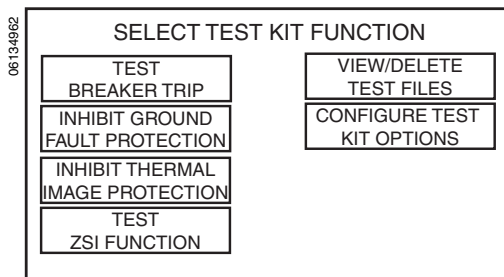 06134962
SELECT TEST KIT FUNCTION
TEST
BREAKER TRIP
INHIBIT GROUND
FAULT PROTECTION
INHIBIT THERMAL
IMAGE PROTECTION
TEST
ZSI FUNCTION
VIEW/DELETE
TEST FILES
CONFIGURE TEST
KIT OPTIONS